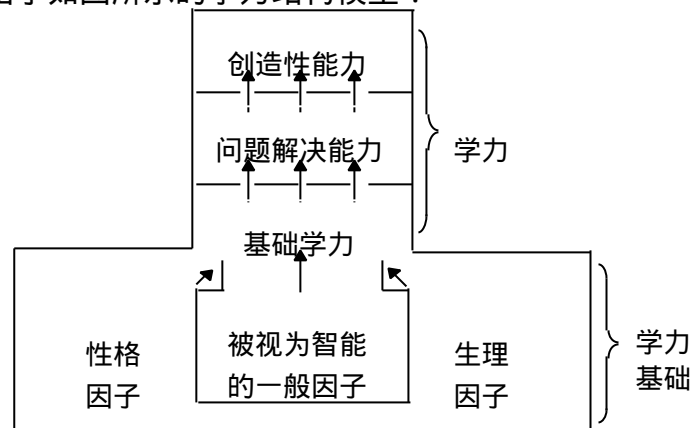 创造性能力
问题解决能力
学力
基础学力
性格
因子
被视为智能
的一般因子
生理
因子
学力
基础